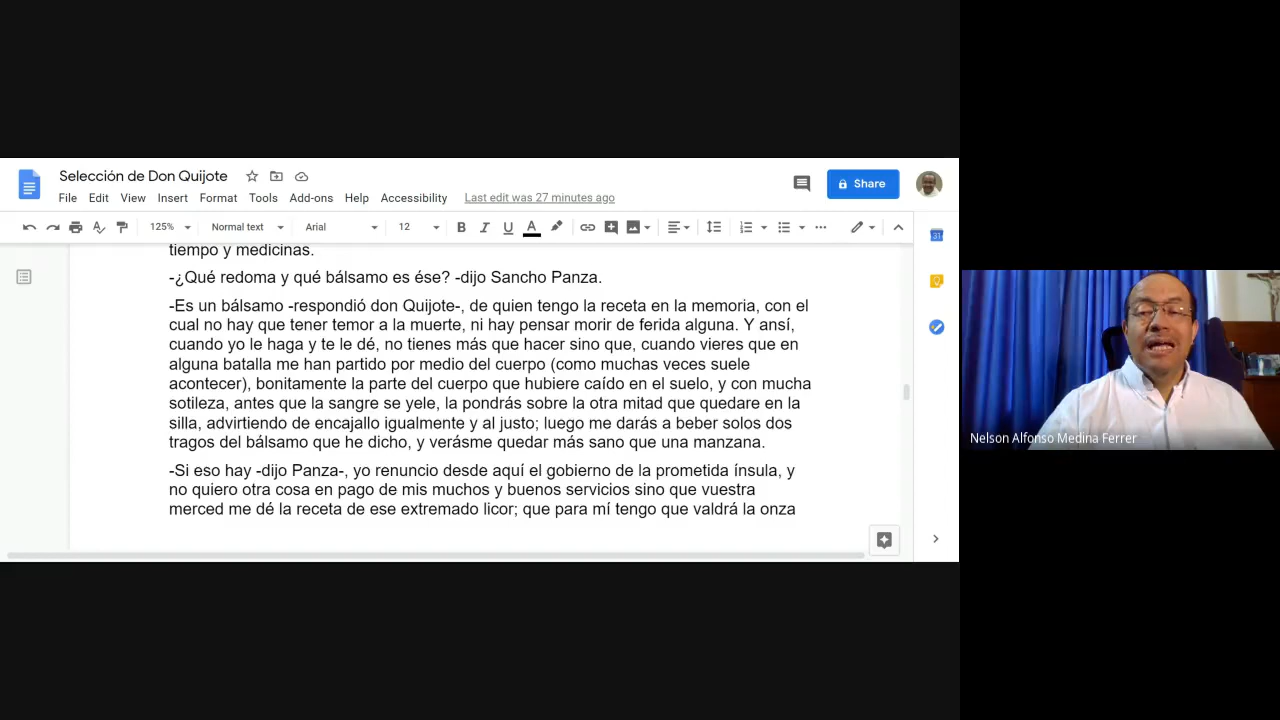 Selección de Don Quijote
File Edit View Insert Format Tools Add-ons Help Accessibility Last edit was 27 minutes ago
Share
125% Normal text Arial 12
31
tiempo y medicinas.
-¿Qué redoma y qué bálsamo es ése? -dijo Sancho Panza.
-Es un bálsamo -respondió don Quijote-, de quien tengo la receta en la memoria, con el
cual no hay que tener temor a la muerte, ni hay pensar morir de ferida alguna. Y ansí,
cuando yo le haga y te le dé, no tienes más que hacer sino que, cuando vieres que en
alguna batalla me han partido por medio del cuerpo (como muchas veces suele
acontecer), bonitamente la parte del cuerpo que hubiere caído en el suelo, y con mucha
sotileza, antes que la sangre se yele, la pondrás sobre la otra mitad que quedare en la
silla, advirtiendo de encajallo igualmente y al justo; luego me darás a beber solos dos
tragos del bálsamo que he dicho, y verásme quedar más sano que una manzana.
-Si eso hay -dijo Panza-, yo renuncio desde aquí el gobierno de la prometida ínsula, y
no quiero otra cosa en pago de mis muchos y buenos servicios sino que vuestra
merced me dé la receta de ese extremado licor; que para mí tengo que valdrá la onza
Nelson Alfonso Medina Ferrer